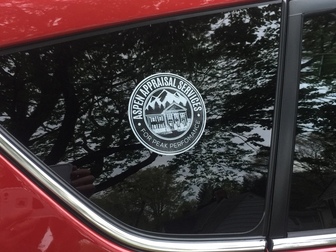 ASPEN APPRAISAL SERVICES
FOR PEAK PERFORMANCE